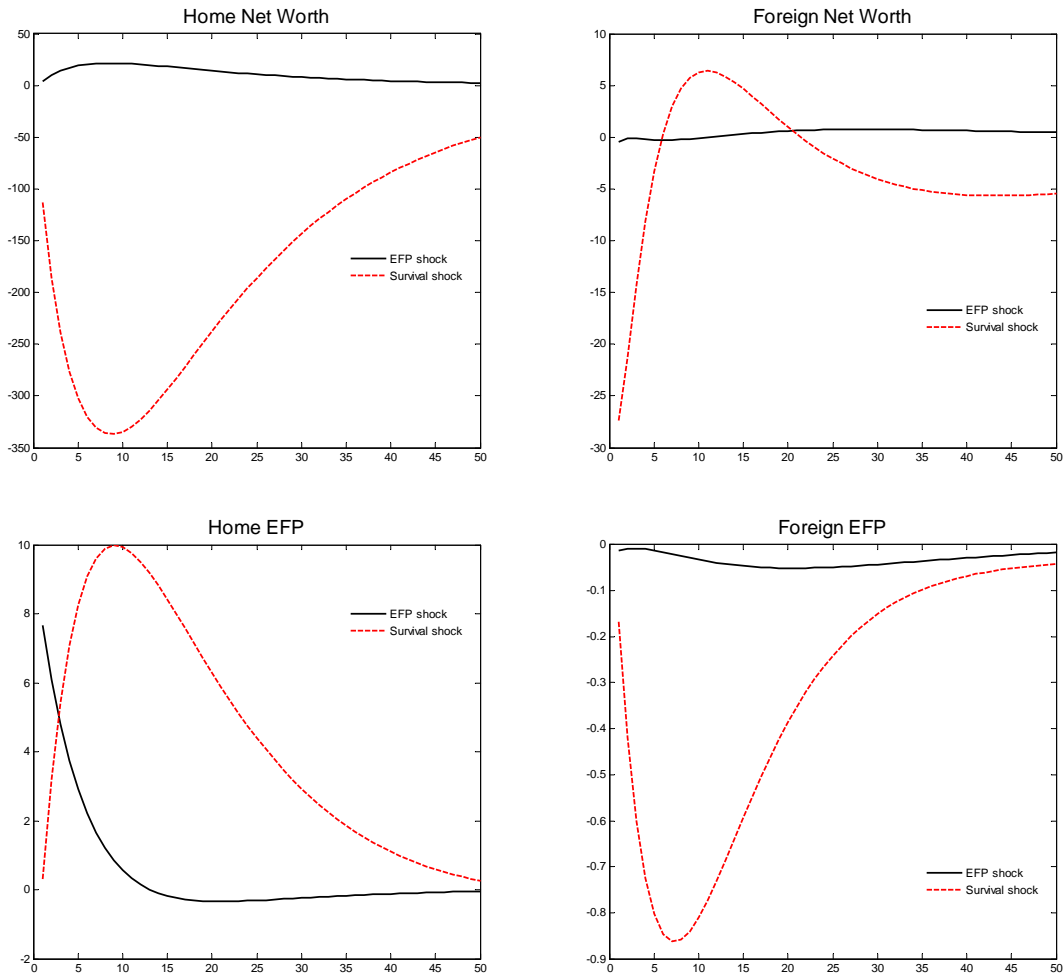 Home Net Worth
50
0
-50
-100
-150
-200
-250
-300
-350
0 5 10 15 20 25 30 35 40 45 50
EFP shock
Survival shock
Foreign Net Worth
10
5
0
-5
-10
-15
-20
-25
-30
0 5 10 15 20 25 30 35 40 45 50
EFP shock
Survival shock
Home EFP
10
8
6
4
2
0
-2
0 5 10 15 20 25 30 35 40 45 50
EFP shock
Survival shock
Foreign EFP
0
-0.1
-0.2
-0.3
-0.4
-0.5
-0.6
-0.7
-0.8
-0.9
0 5 10 15 20 25 30 35 40 45 50
EFP shock
Survival shock